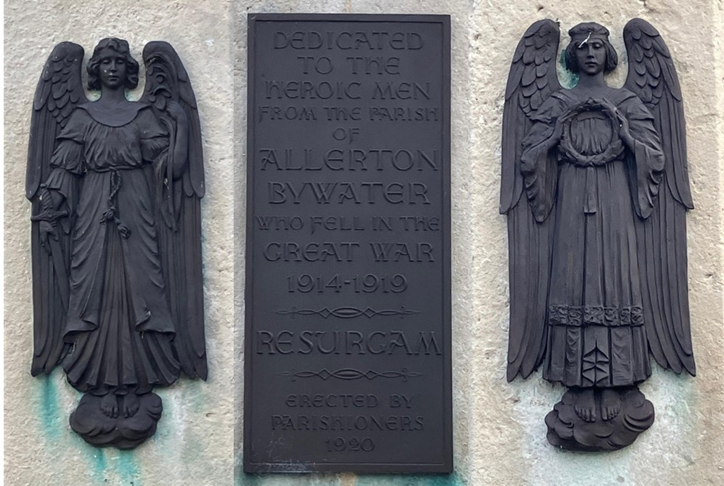 DEDICATED
TO THE
HEROIC MEN
FROM THE PARISH
OF
ALLERTON
BYWATER
WHO FELL IN THE
GREAT WAR
1914-1919
RESURGAM
ERECTED BY
PARISHIONERS
1920